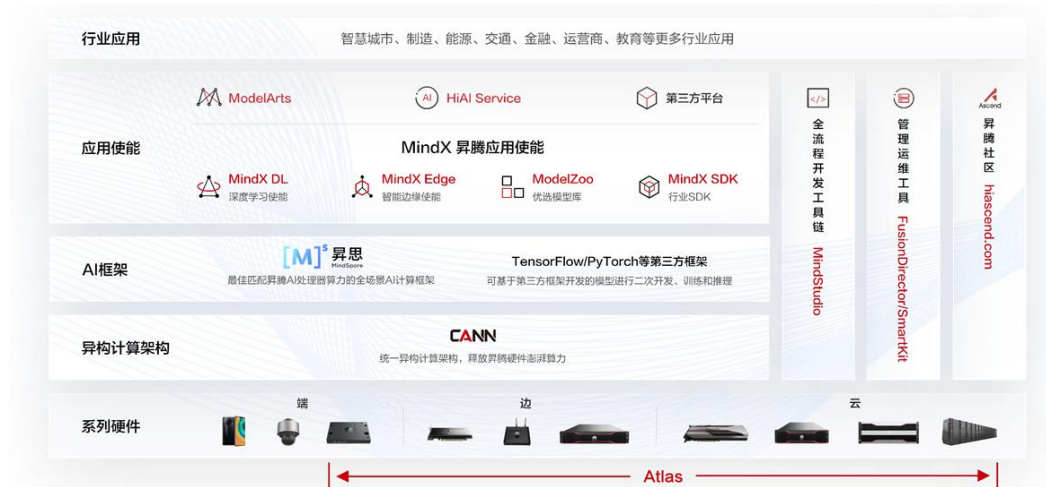 行业应用
智慧城市、制造、能源、交通、金融、运营商、教育等更多行业应用
应用使能
ModelArts
AI
HiAI Service
第三方平台
MindX 昇腾应用使能
MindX DL
深度学习使能
MindX Edge
智能边缘使能
ModelZoo
优选模型库
MindX SDK
行业SDK
AI框架
[M]s 昇思
MindSpore
最佳匹配昇腾AI处理器算力的全场景AI计算框架
TensorFlow/PyTorch等第三方框架
可基于第三方框架开发的模型进行二次开发、训练和推理
异构计算架构
CANN
统一异构计算架构，释放昇腾硬件澎湃算力
</>
全流程开发工具链 MindStudio
管理运维工具 FusionDirector/SmartKit
Ascend
昇腾社区 hiascend.com
系列硬件
端
边
云
Atlas